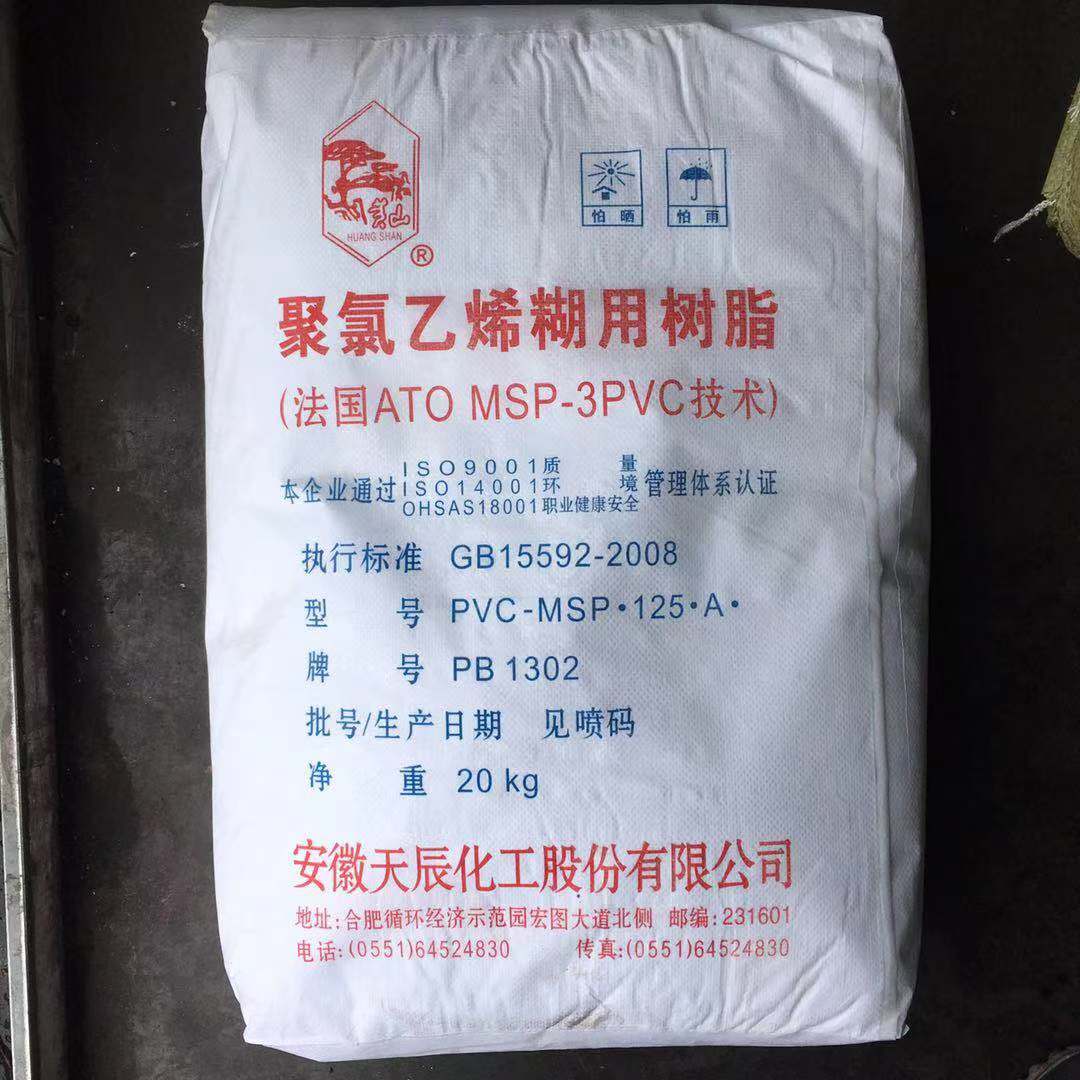 黄山
HUANG SHAN
®
怕晒 怕雨
聚氯乙烯糊用树脂
(法国ATO MSP-3PVC技术)
本企业通过 ISO9001质量 管理体系认证
ISO14001环境
OHSAS18001职业健康安全
执行标准 GB15592-2008
型号 PVC-MSP·125·A·
牌号 PB 1302
批号/生产日期 见喷码
净重 20 kg
安徽天辰化工股份有限公司
地址:合肥循环经济示范园宏图大道北侧 邮编:231601
电话:(0551)64524830 传真:(0551)64524830